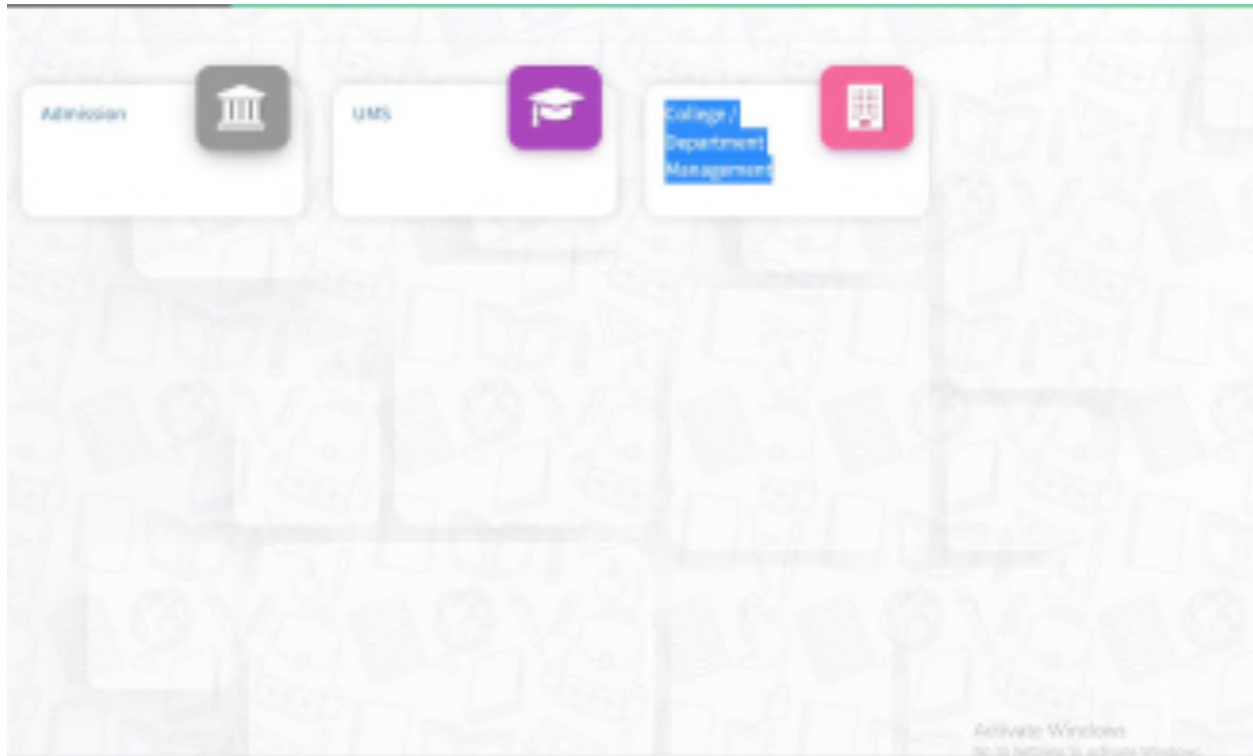 Admission
UMS
College /
Department
Management
Activate Windows